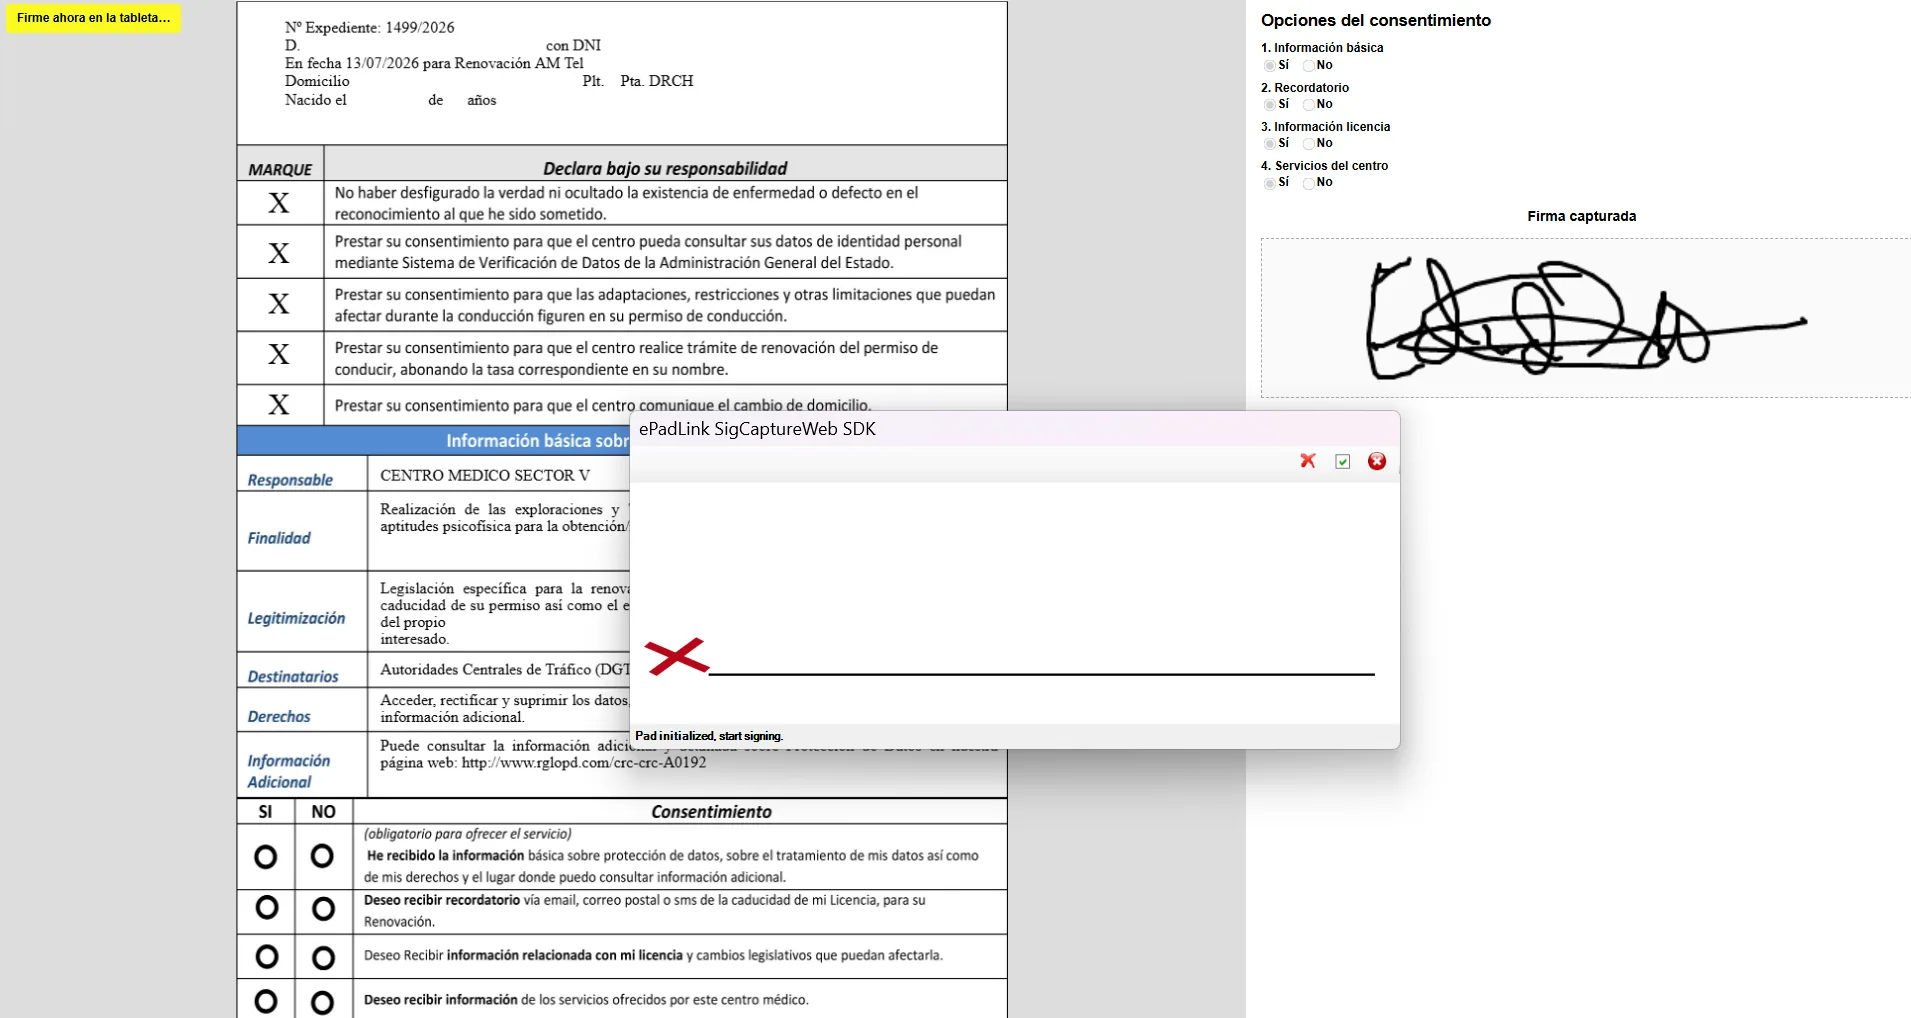 Firme ahora en la tableta...
Nº Expediente: 1499/2026
D. con DNI
En fecha 13/07/2026 para Renovación AM Tel
Domicilio Plt. Pta. DRCH
Nacido el de años
MARQUE Declara bajo su responsabilidad
X No haber desfigurado la verdad ni ocultado la existencia de enfermedad o defecto en el
reconocimiento al que he sido sometido.
X Prestar su consentimiento para que el centro pueda consultar sus datos de identidad personal
mediante Sistema de Verificación de Datos de la Administración General del Estado.
X Prestar su consentimiento para que las adaptaciones, restricciones y otras limitaciones que puedan
afectar durante la conducción figuren en su permiso de conducción.
X Prestar su consentimiento para que el centro realice trámite de renovación del permiso de
conducir, abonando la tasa correspondiente en su nombre.
X Prestar su consentimiento para que el centro comunique el cambio de domicilio.
Información básica sobr
Responsable CENTRO MEDICO SECTOR V
Finalidad Realización de las exploraciones y
aptitudes psicofísica para la obtención/
Legitimización Legislación específica para la renova
caducidad de su permiso así como el e
del propio
interesado.
Destinatarios Autoridades Centrales de Tráfico (DGT
Derechos Acceder, rectificar y suprimir los datos,
información adicional.
Información
Adicional
Puede consultar la información adicional y detallada sobre Protección de Datos en nuestra
página web: http://www.rglopd.com/crc-crc-A0192
SI NO Consentimiento
(obligatorio para ofrecer el servicio)
He recibido la información básica sobre protección de datos, sobre el tratamiento de mis datos así como
de mis derechos y el lugar donde puedo consultar información adicional.
Deseo recibir recordatorio vía email, correo postal o sms de la caducidad de mi Licencia, para su
Renovación.
Deseo Recibir información relacionada con mi licencia y cambios legislativos que puedan afectarla.
Deseo recibir información de los servicios ofrecidos por este centro médico.
ePadLink SigCaptureWeb SDK
Pad initialized, start signing.
Opciones del consentimiento
1. Información básica
Sí No
2. Recordatorio
Sí No
3. Información licencia
Sí No
4. Servicios del centro
Sí No
Firma capturada